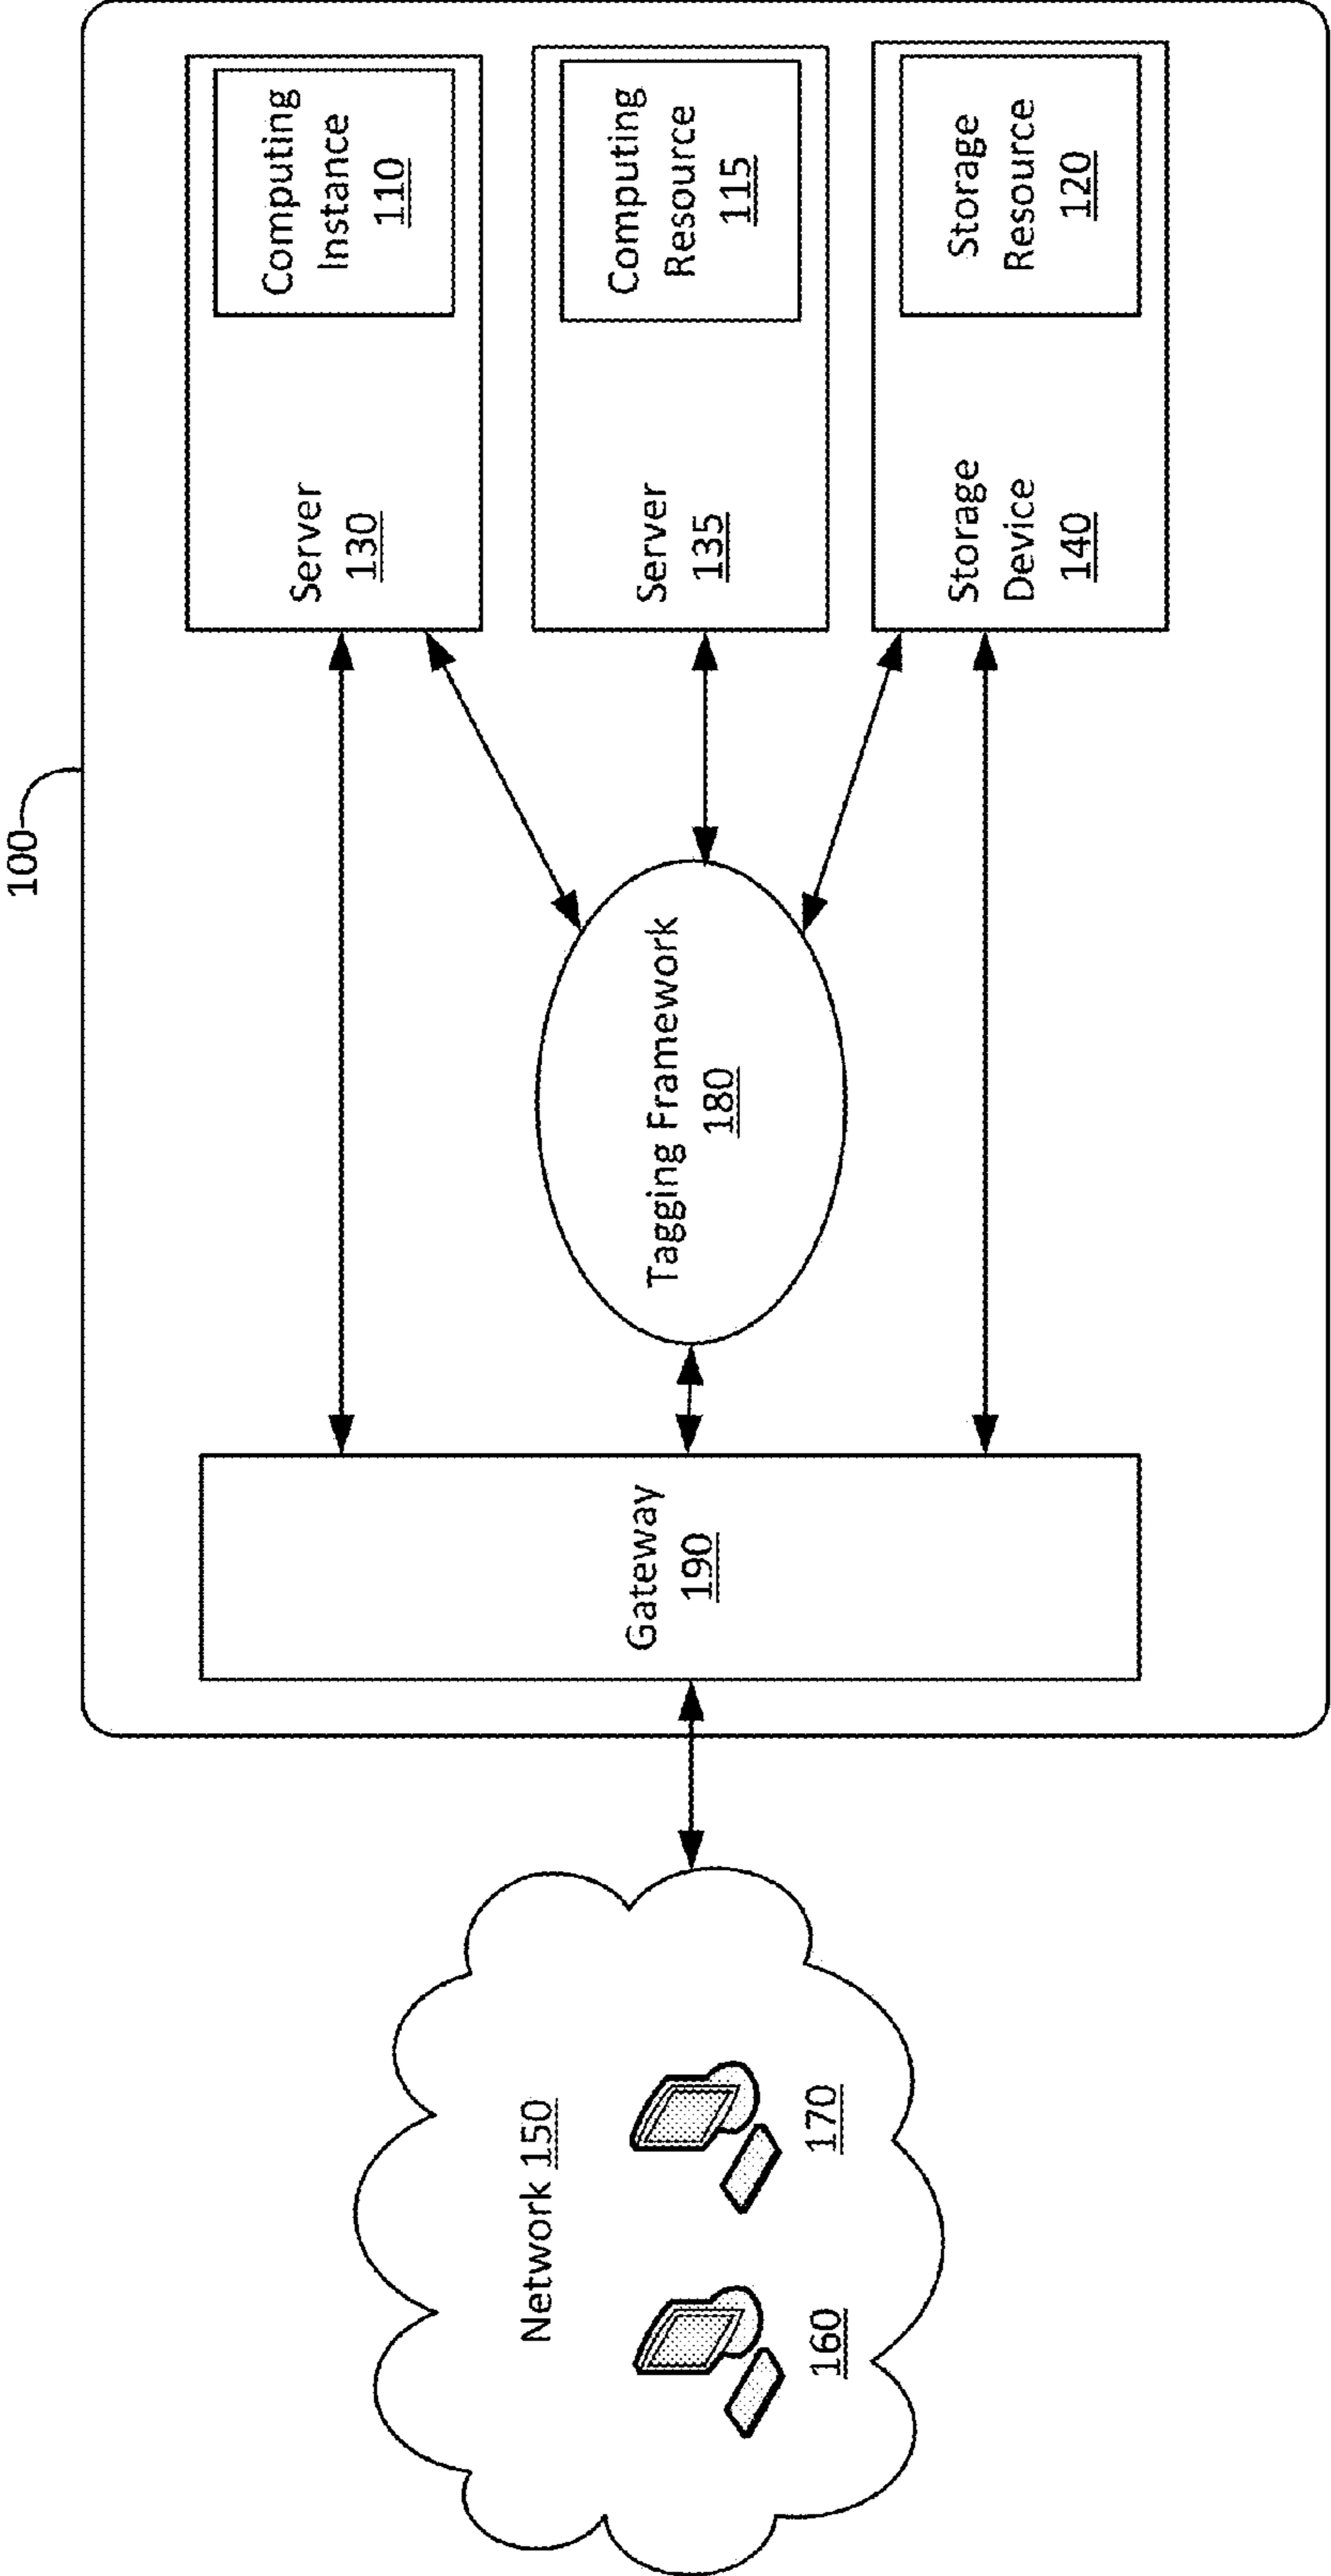 100
Network 150
160
170
Gateway
190
Tagging Framework
180
Server
130
Computing
Instance
110
Server
135
Computing
Resource
115
Storage
Device
140
Storage
Resource
120